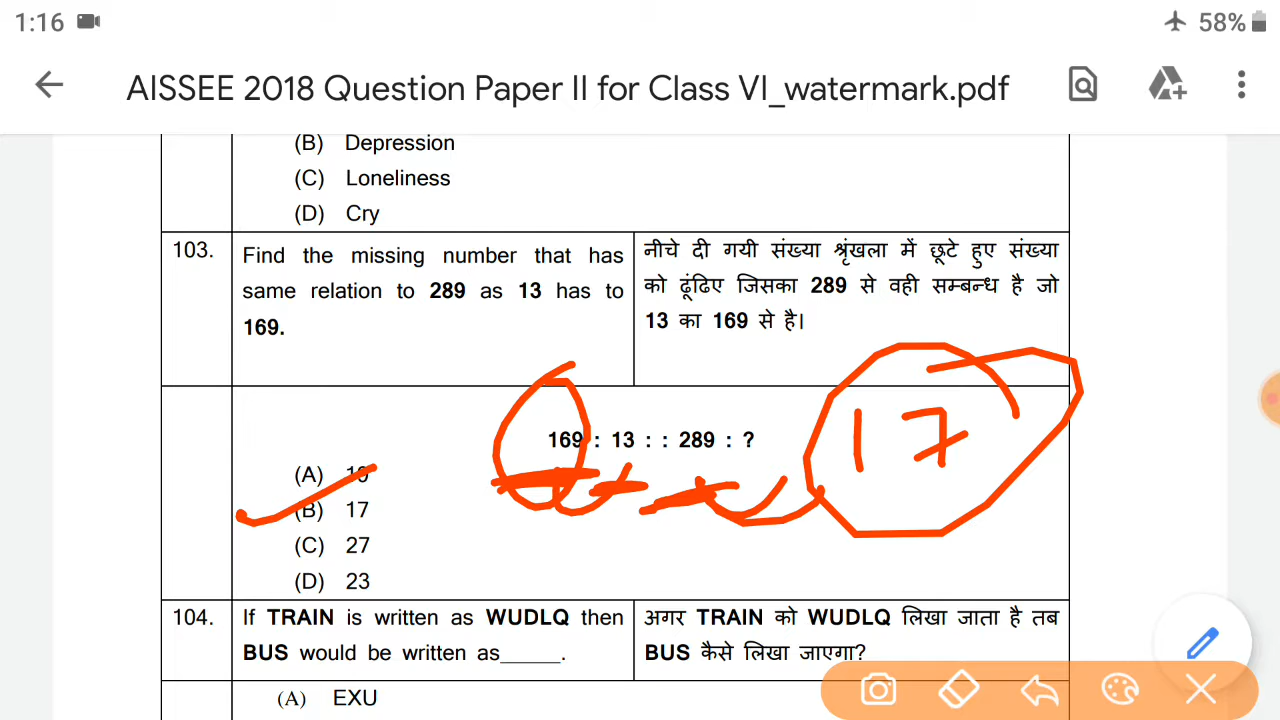 1:16 58%
AISSEE 2018 Question Paper II for Class VI_watermark.pdf
(B) Depression
(C) Loneliness
(D) Cry
103.
Find the missing number that has
same relation to 289 as 13 has to
169.
नीचे दी गयी संख्या श्रृंखला में छूटे हुए संख्या
को ढूंढिए जिसका 289 से वही सम्बन्ध है जो
13 का 169 से है।
169 : 13 : : 289 : ?
17
(A) 19
(B) 17
(C) 27
(D) 23
104.
If TRAIN is written as WUDLQ then
BUS would be written as_____.
अगर TRAIN को WUDLQ लिखा जाता है तब
BUS कैसे लिखा जाएगा?
(A) EXU